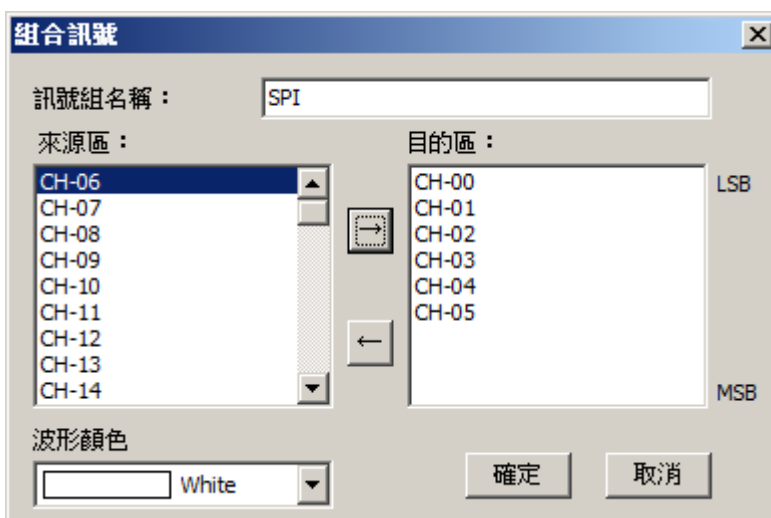 組合訊號
訊號組名稱： SPI
來源區： 目的區：
CH-06 CH-00 LSB
CH-07 CH-01
CH-08 CH-02
CH-09 CH-03
CH-10 CH-04
CH-11 CH-05
CH-12
CH-13
CH-14 MSB
波形顏色
White 確定 取消